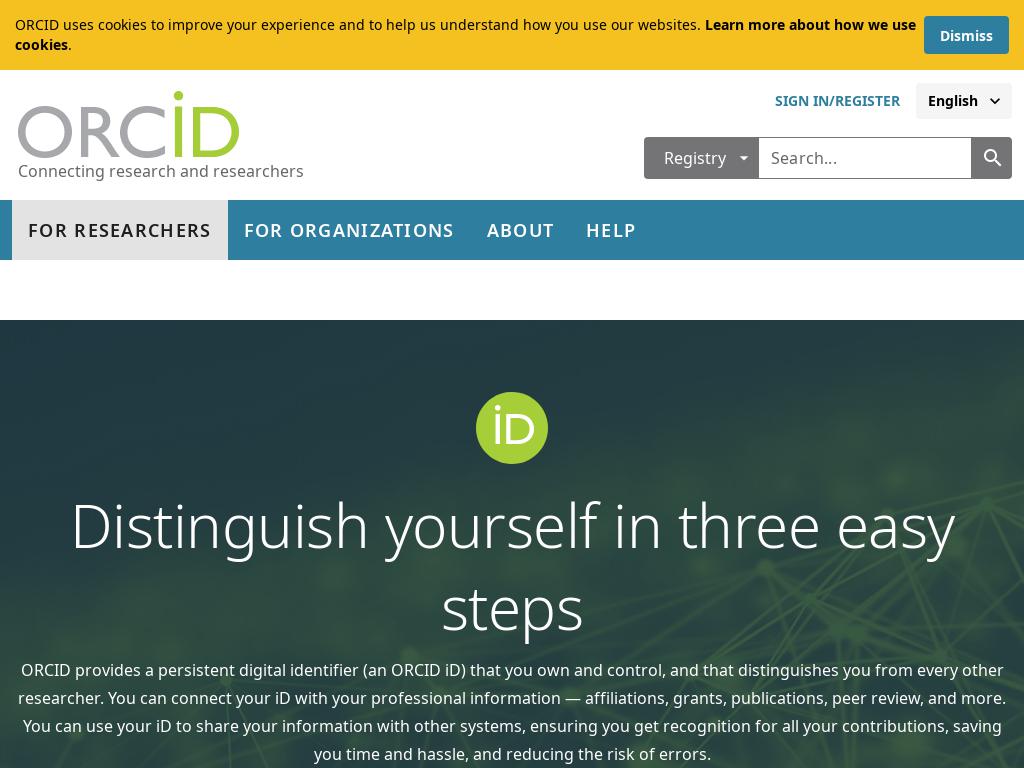 ORCID uses cookies to improve your experience and to help us understand how you use our websites. Learn more about how we use
cookies.
Dismiss
ORCiD
Connecting research and researchers
SIGN IN/REGISTER
English
Registry
Search...
FOR RESEARCHERS
FOR ORGANIZATIONS
ABOUT
HELP
iD
Distinguish yourself in three easy
steps
ORCID provides a persistent digital identifier (an ORCID iD) that you own and control, and that distinguishes you from every other
researcher. You can connect your iD with your professional information — affiliations, grants, publications, peer review, and more.
You can use your iD to share your information with other systems, ensuring you get recognition for all your contributions, saving
you time and hassle, and reducing the risk of errors.